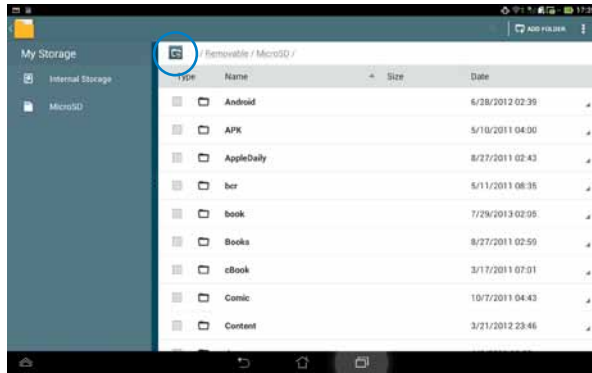 ADD FOLDER
My Storage
Internal Storage
MicroSD
/ Removable / MicroSD /
Type Name Size Date
Android 6/28/2012 02:39
APK 5/10/2011 04:00
AppleDaily 8/27/2011 02:43
bcr 5/11/2011 08:35
book 7/29/2013 02:05
Books 8/27/2011 02:59
cBook 3/17/2011 07:01
Comic 10/7/2011 04:43
Content 3/21/2012 23:46